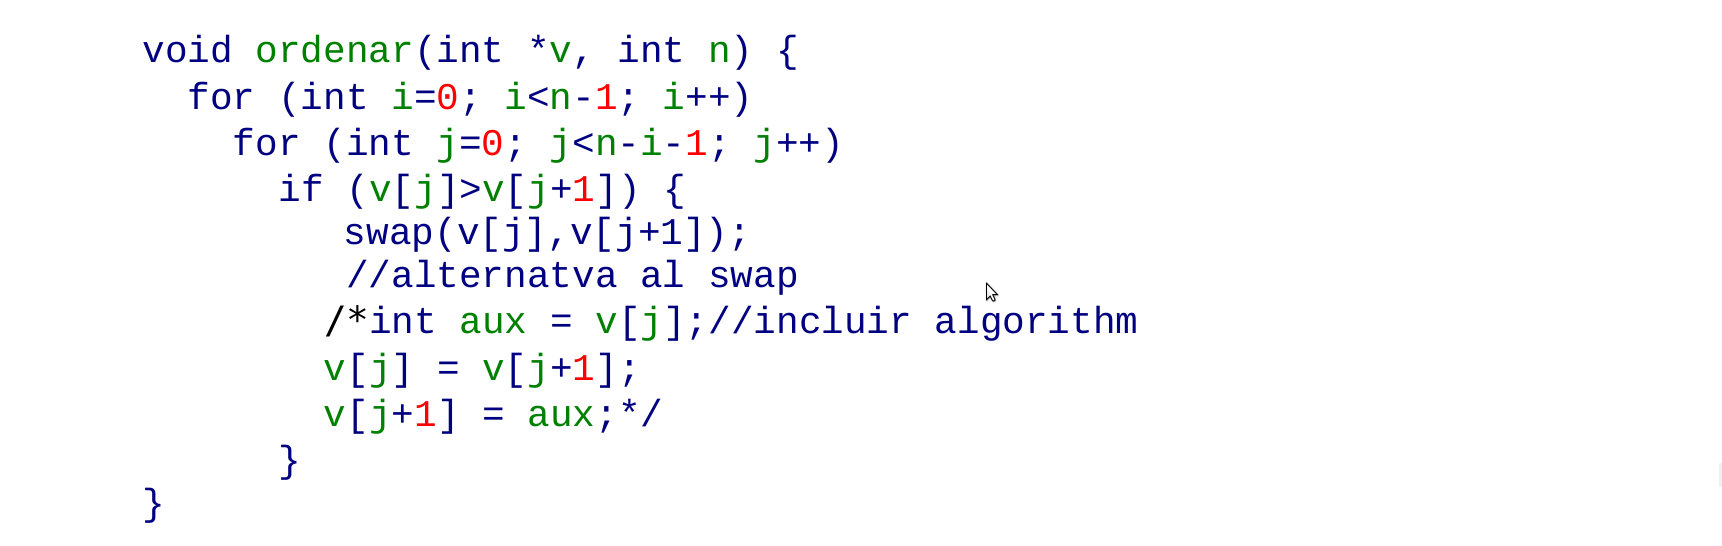 void ordenar(int *v, int n) {
for (int i=0; i<n-1; i++)
for (int j=0; j<n-i-1; j++)
if (v[j]>v[j+1]) {
swap(v[j],v[j+1]);
//alternatva al swap
/*int aux = v[j];//incluir algorithm
v[j] = v[j+1];
v[j+1] = aux;*/
}
}